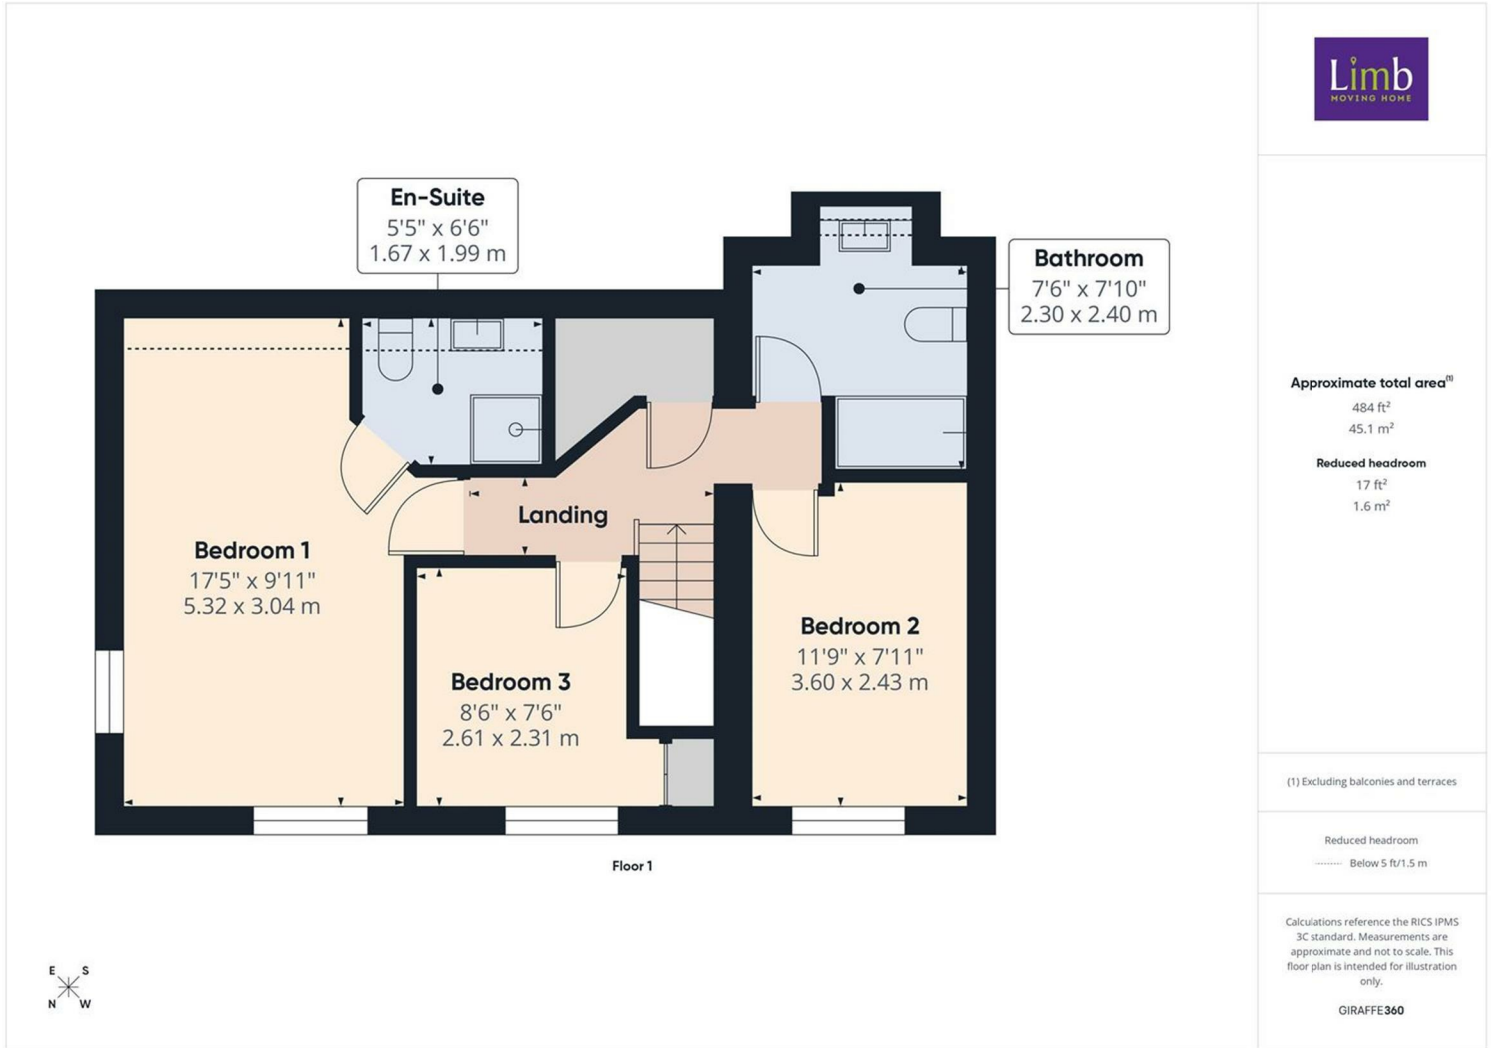 Limb
MOVING HOME
En-Suite
5'5" x 6'6"
1.67 x 1.99 m
Bathroom
7'6" x 7'10"
2.30 x 2.40 m
Landing
Bedroom 1
17'5" x 9'11"
5.32 x 3.04 m
Bedroom 2
11'9" x 7'11"
3.60 x 2.43 m
Bedroom 3
8'6" x 7'6"
2.61 x 2.31 m
Floor 1
E S
N W
Approximate total area(1)
484 ft²
45.1 m²
Reduced headroom
17 ft²
1.6 m²
(1) Excluding balconies and terraces
Reduced headroom
Below 5 ft/1.5 m
Calculations reference the RICS IPMS
3C standard. Measurements are
approximate and not to scale. This
floor plan is intended for illustration
only.
GIRAFFE360